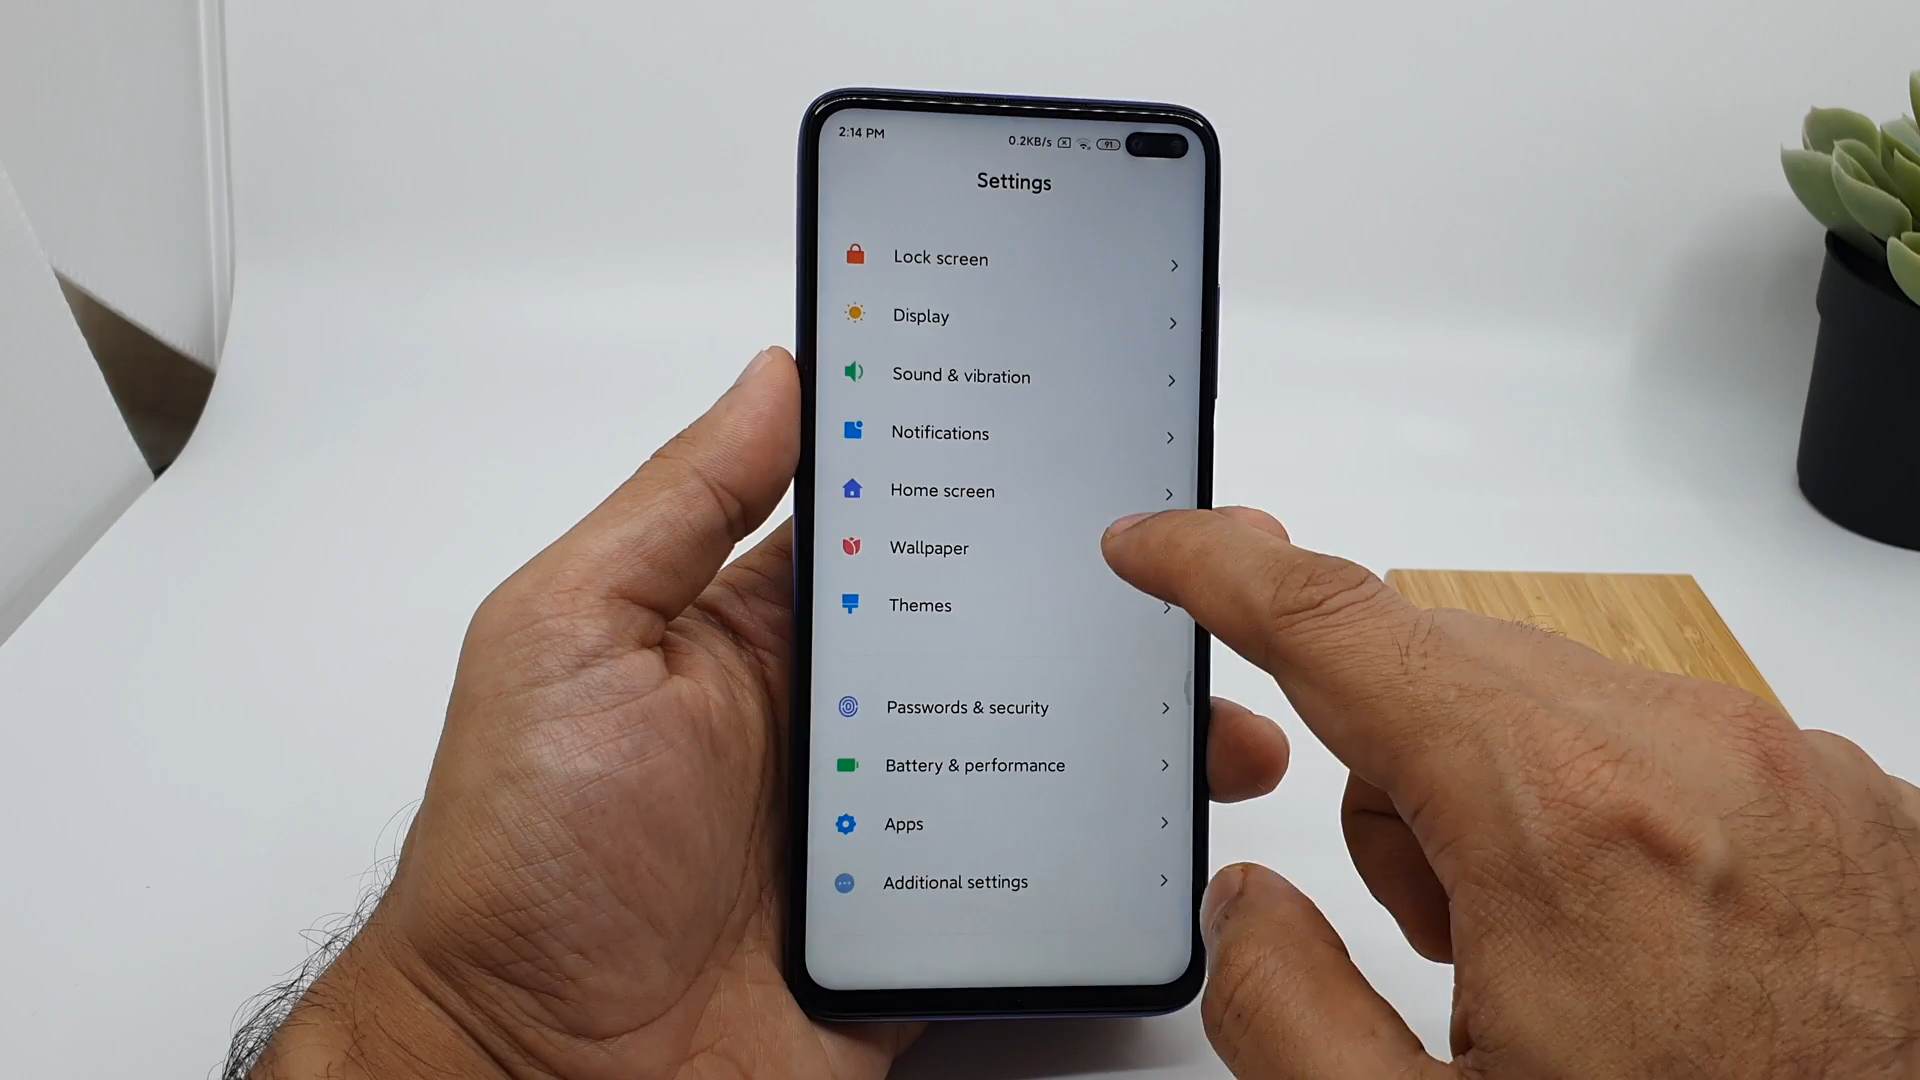 2:14 PM 0.2KB/s 91
Settings
Lock screen
Display
Sound & vibration
Notifications
Home screen
Wallpaper
Themes
Passwords & security
Battery & performance
Apps
Additional settings